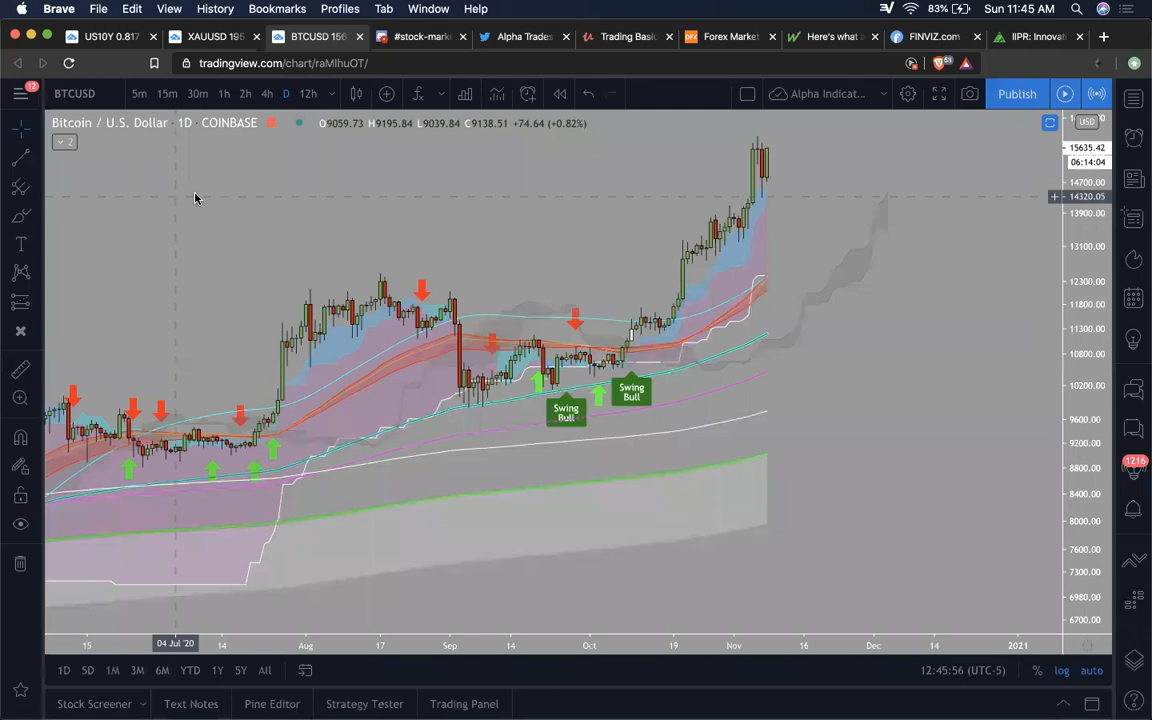 Brave File Edit View History Bookmarks Profiles Tab Window Help 83% Sun 11:45 AM
US10Y 0.817 XAUUSD 195 BTCUSD 156 #stock-mark Alpha Trades Trading Basic Forex Market Here's what FINVIZ.com IIPR: Innovati
tradingview.com/chart/raMlhuOT/ 53
12 BTCUSD 5m 15m 30m 1h 2h 4h D 12h Alpha Indicat... Publish
Bitcoin / U.S. Dollar · 1D · COINBASE O9059.73 H9195.84 L9039.84 C9138.51 +74.64 (+0.82%) USD
2
15635.42
06:14:04
14700.00
14320.05
13900.00
13100.00
12300.00
11800.00
11300.00
10800.00
10200.00
Swing
Bull
Swing
Bull
9600.00
9200.00
1216
8800.00
8400.00
8000.00
7600.00
7300.00
6980.00
6700.00
15 04 Jul '20 14 Aug 17 Sep 14 Oct 19 Nov 16 Dec 14 2021
1D 5D 1M 3M 6M YTD 1Y 5Y All 12:45:56 (UTC-5) % log auto
Stock Screener Text Notes Pine Editor Strategy Tester Trading Panel